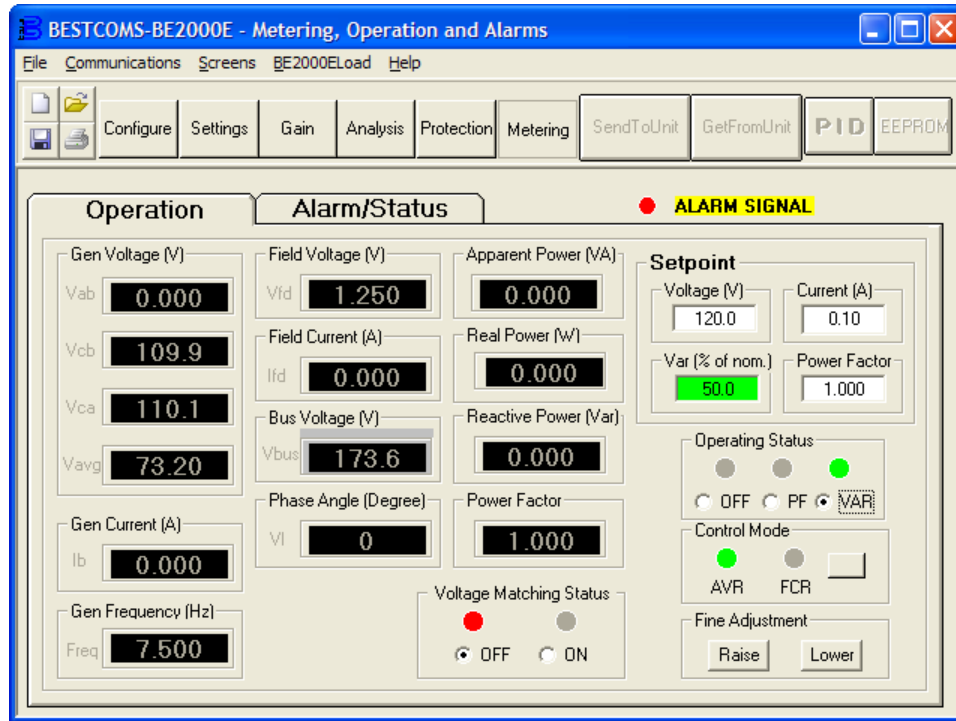 BESTCOMS-BE2000E - Metering, Operation and Alarms
File Communications Screens BE2000ELoad Help
Configure Settings Gain Analysis Protection Metering SendToUnit GetFromUnit PID EEPROM
Operation Alarm/Status ALARM SIGNAL
Gen Voltage (V)
Vab 0.000
Vcb 109.9
Vca 110.1
Vavg 73.20
Gen Current (A)
Ib 0.000
Gen Frequency (Hz)
Freq 7.500
Field Voltage (V)
Vfd 1.250
Field Current (A)
Ifd 0.000
Bus Voltage (V)
Vbus 173.6
Phase Angle (Degree)
VI 0
Apparent Power (VA)
0.000
Real Power (W)
0.000
Reactive Power (Var)
0.000
Power Factor
1.000
Voltage Matching Status
OFF ON
Setpoint
Voltage (V) Current (A)
120.0 0.10
Var (% of nom.) Power Factor
50.0 1.000
Operating Status
OFF PF VAR
Control Mode
AVR FCR
Fine Adjustment
Raise Lower